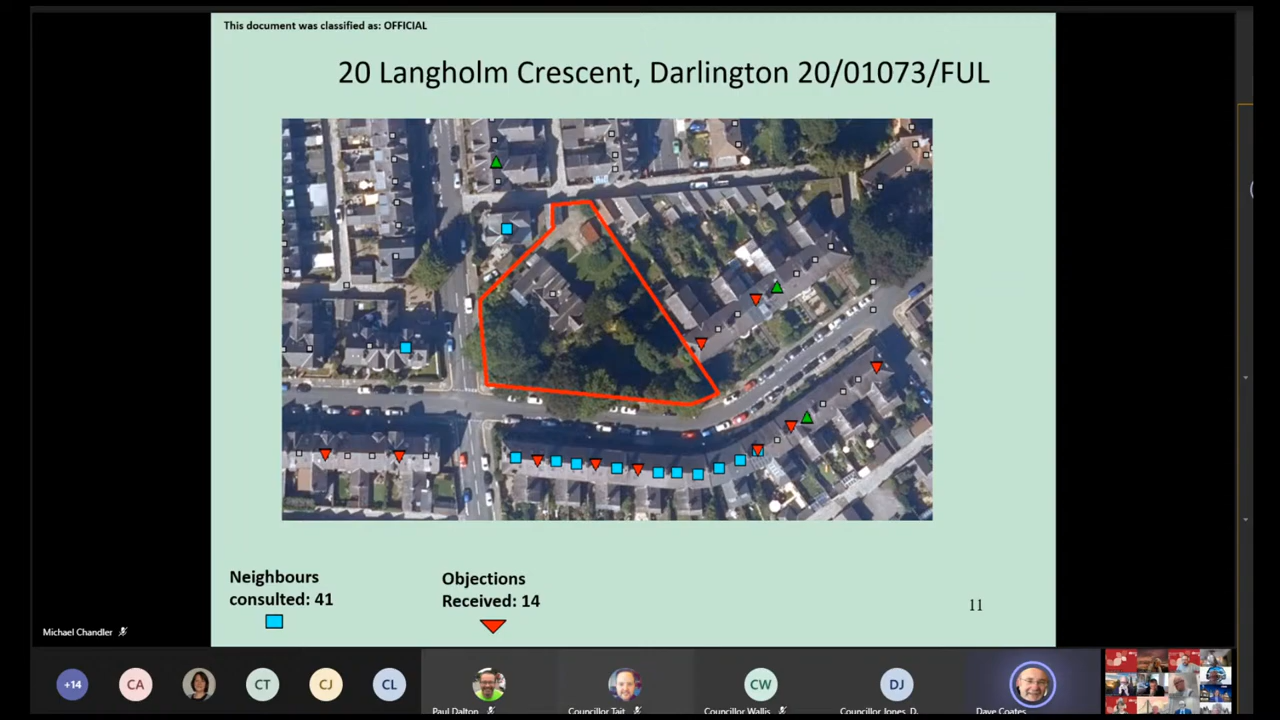 This document was classified as: OFFICIAL
20 Langholm Crescent, Darlington 20/01073/FUL
Neighbours
consulted: 41
Objections
Received: 14
11
Michael Chandler
+14
CA
CT
CJ
CL
CW
DJ
Paul Dalton
Councillor Tait
Councillor Wallis
Councillor Jones, D.
Dave Coates